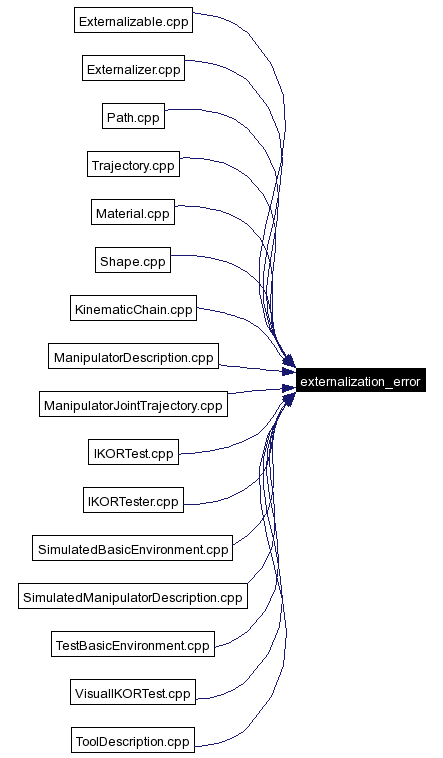 Externalizable.cpp
Externalizer.cpp
Path.cpp
Trajectory.cpp
Material.cpp
Shape.cpp
KinematicChain.cpp
ManipulatorDescription.cpp
externalization_error
ManipulatorJointTrajectory.cpp
IKORTest.cpp
IKORTester.cpp
SimulatedBasicEnvironment.cpp
SimulatedManipulatorDescription.cpp
TestBasicEnvironment.cpp
VisualIKORTest.cpp
ToolDescription.cpp